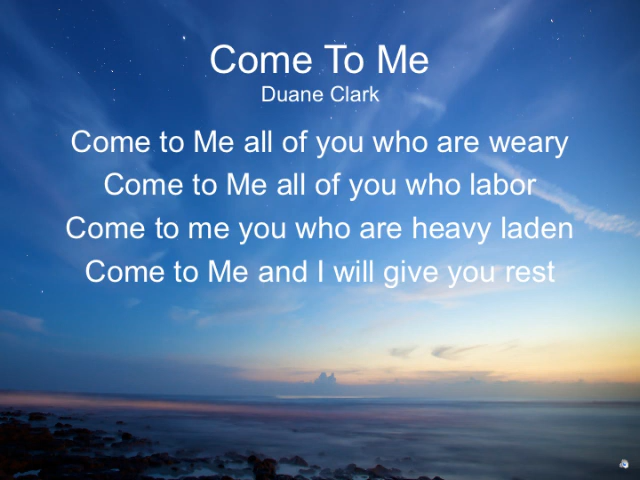 Come To Me
Duane Clark
Come to Me all of you who are weary
Come to Me all of you who labor
Come to me you who are heavy laden
Come to Me and I will give you rest